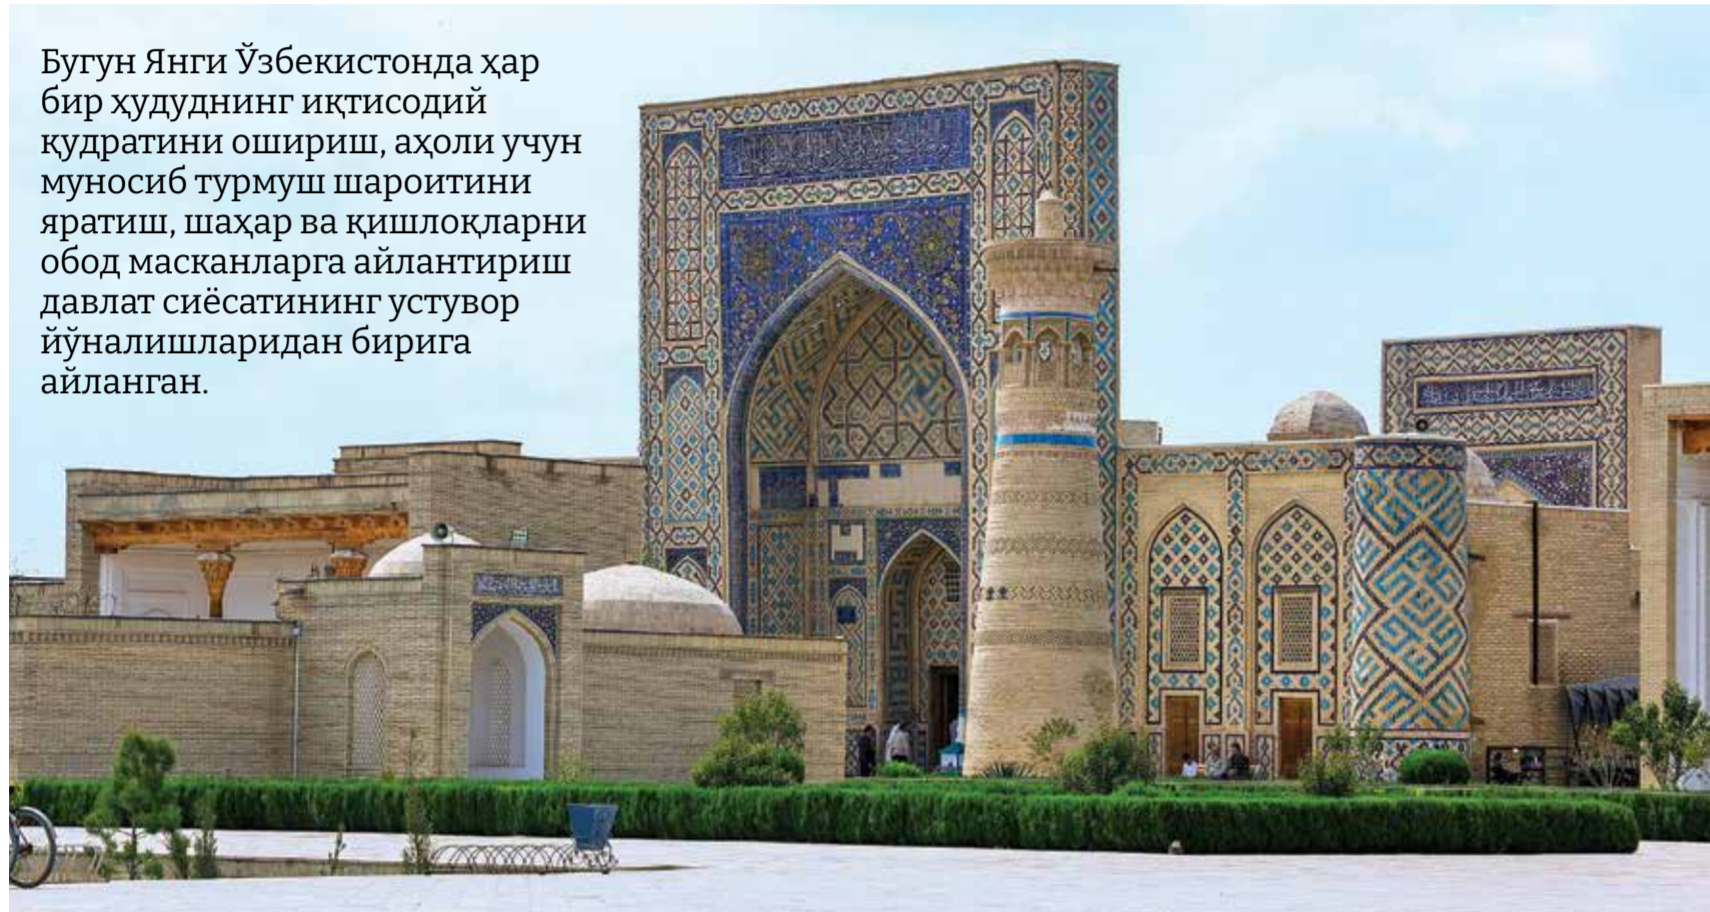 Бугун Янги Ўзбекистонда ҳар
бир ҳудуднинг иқтисодий
қудратини ошириш, аҳоли учун
муносиб турмуш шароитини
яратиш, шаҳар ва қишлоқларни
обод масканларга айлантириш
давлат сиёсатининг устувор
йўналишларидан бирига
айланган.